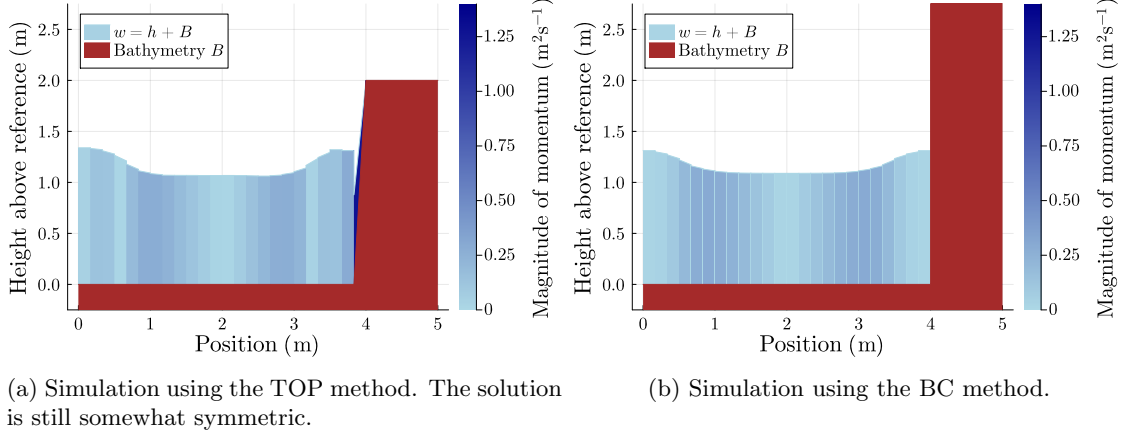 2.5
2.0
1.5
1.0
0.5
0.0
Height above reference (m)
w = h + B
Bathymetry B
0 1 2 3 4 5
Position (m)
1.25
1.00
0.75
0.50
0.25
0
Magnitude of momentum (m²s⁻¹)
2.5
2.0
1.5
1.0
0.5
0.0
Height above reference (m)
w = h + B
Bathymetry B
0 1 2 3 4 5
Position (m)
1.25
1.00
0.75
0.50
0.25
0
Magnitude of momentum (m²s⁻¹)
(a) Simulation using the TOP method. The solution
is still somewhat symmetric.
(b) Simulation using the BC method.